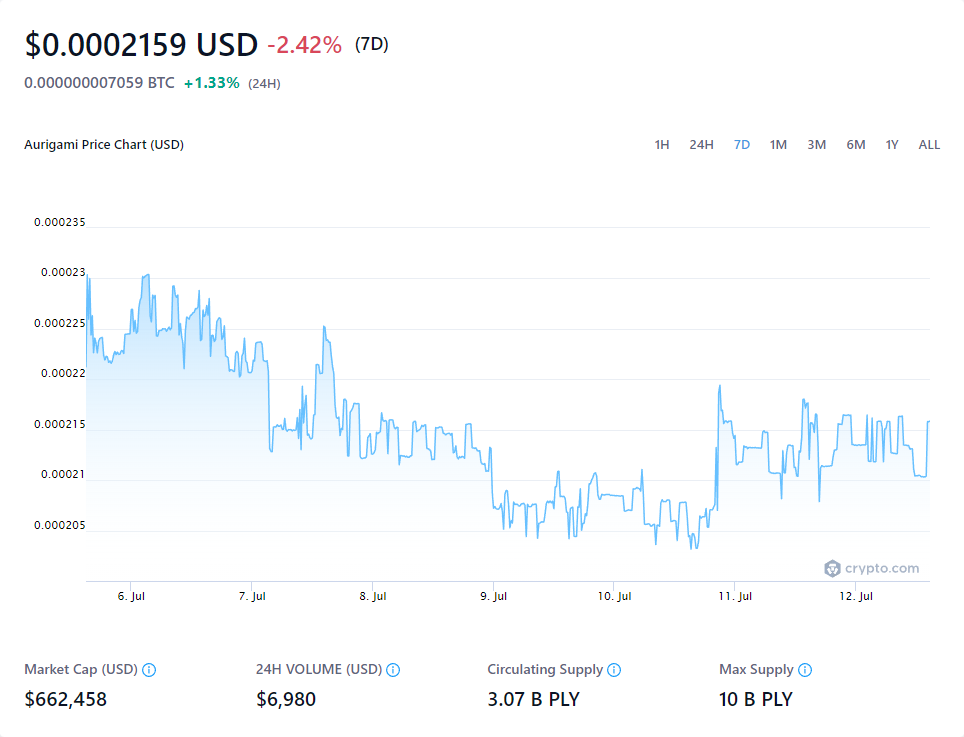 $0.0002159 USD -2.42% (7D)
0.000000007059 BTC +1.33% (24H)
Aurigami Price Chart (USD) 1H 24H 7D 1M 3M 6M 1Y ALL
0.000235
0.00023
0.000225
0.00022
0.000215
0.00021
0.000205
crypto.com
6. Jul 7. Jul 8. Jul 9. Jul 10. Jul 11. Jul 12. Jul
Market Cap (USD) 24H VOLUME (USD) Circulating Supply Max Supply
$662,458 $6,980 3.07 B PLY 10 B PLY